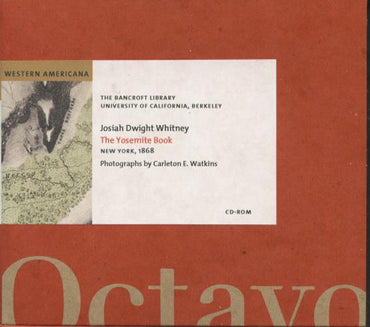 WESTERN AMERICANA
THE BANCROFT LIBRARY
UNIVERSITY OF CALIFORNIA, BERKELEY
Josiah Dwight Whitney
The Yosemite Book
NEW YORK, 1868
Photographs by Carleton E. Watkins
CD-ROM
Octavo